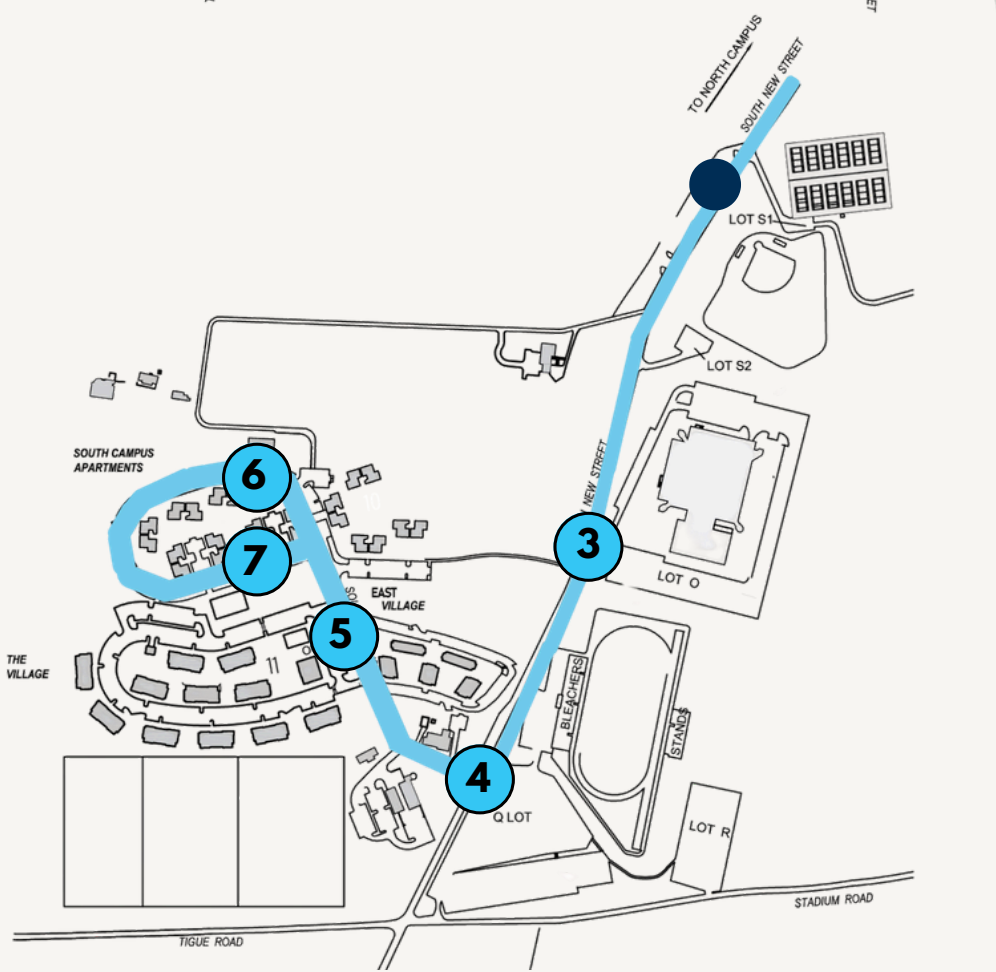 TO NORTH CAMPUS
SOUTH NEW STREET
LOT S1
LOT S2
SOUTH CAMPUS
APARTMENTS
6
10
NEW STREET
3
7
LOT O
EAST
VILLAGE
5
THE
VILLAGE
11
BLEACHERS
STANDS
4
Q LOT
LOT R
STADIUM ROAD
TIGUE ROAD